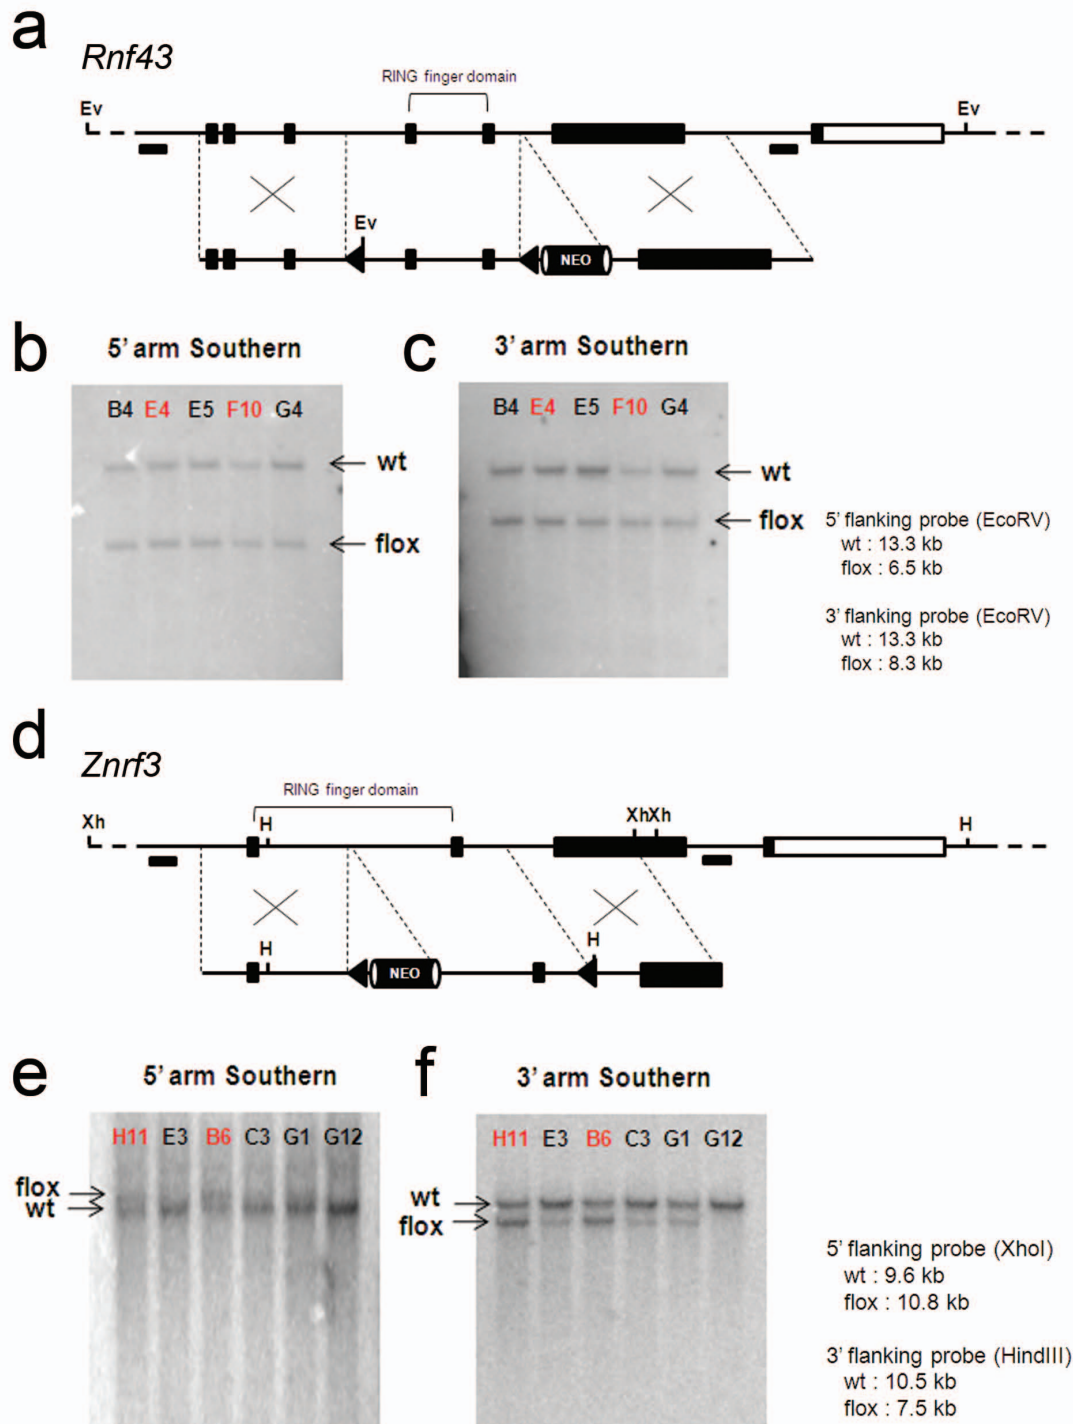 a
Rnf43
RING finger domain
Ev
Ev
Ev
NEO
b
5' arm Southern
B4 E4 E5 F10 G4
wt
flox
c
3' arm Southern
B4 E4 E5 F10 G4
wt
flox
5' flanking probe (EcoRV)
wt : 13.3 kb
flox : 6.5 kb
3' flanking probe (EcoRV)
wt : 13.3 kb
flox : 8.3 kb
d
Znrf3
RING finger domain
Xh
H
XhXh
H
H
H
NEO
e
5' arm Southern
H11 E3 B6 C3 G1 G12
flox
wt
f
3' arm Southern
H11 E3 B6 C3 G1 G12
wt
flox
5' flanking probe (XhoI)
wt : 9.6 kb
flox : 10.8 kb
3' flanking probe (HindIII)
wt : 10.5 kb
flox : 7.5 kb